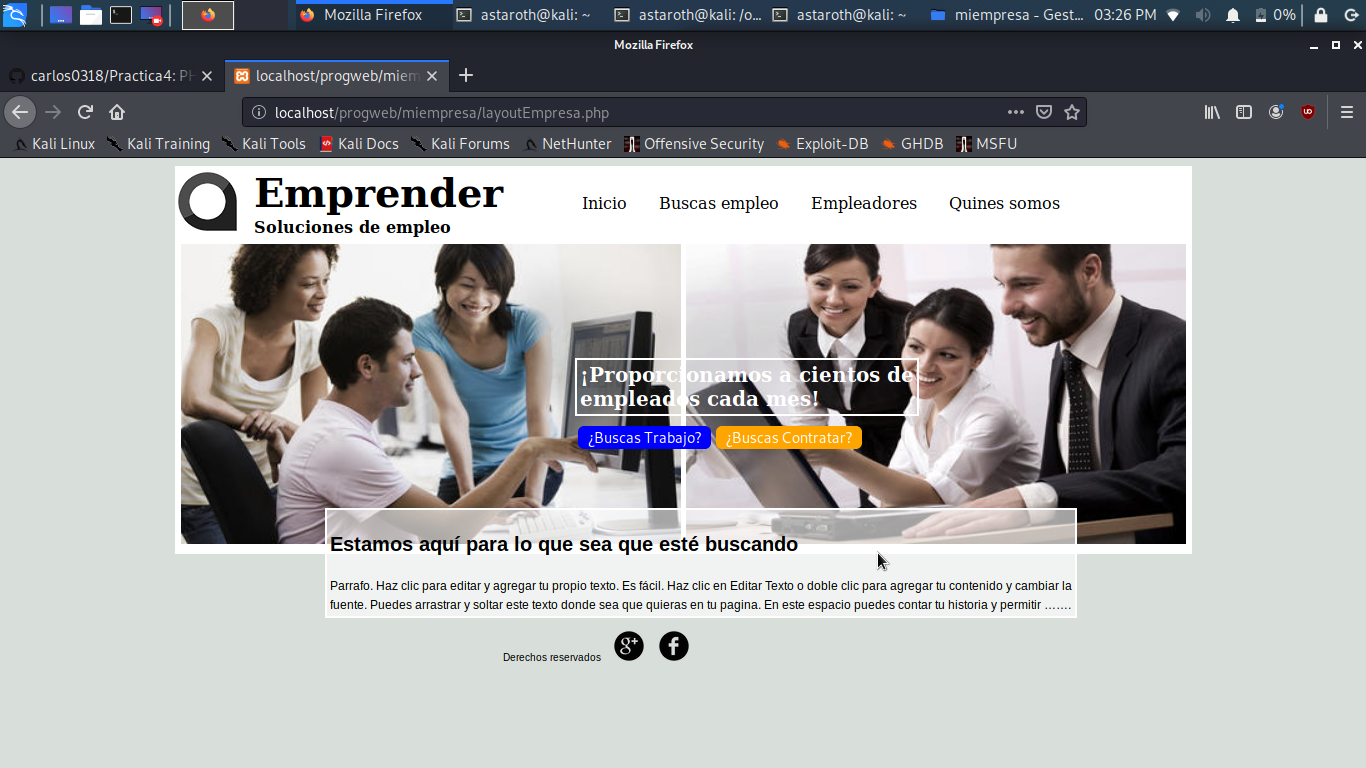 Mozilla Firefox
astaroth@kali: ~
astaroth@kali: /o...
astaroth@kali: ~
miempresa - Gest...
03:26 PM
0%
Mozilla Firefox
carlos0318/Practica4: PH
localhost/progweb/miem
localhost/progweb/miempresa/layoutEmpresa.php
Kali Linux
Kali Training
Kali Tools
Kali Docs
Kali Forums
NetHunter
Offensive Security
Exploit-DB
GHDB
MSFU
Emprender
Soluciones de empleo
Inicio
Buscas empleo
Empleadores
Quines somos
¡Proporcionamos a cientos de
empleados cada mes!
¿Buscas Trabajo?
¿Buscas Contratar?
Estamos aquí para lo que sea que esté buscando
Parrafo. Haz clic para editar y agregar tu propio texto. Es fácil. Haz clic en Editar Texto o doble clic para agregar tu contenido y cambiar la
fuente. Puedes arrastrar y soltar este texto donde sea que quieras en tu pagina. En este espacio puedes contar tu historia y permitir …….
Derechos reservados
g+
f